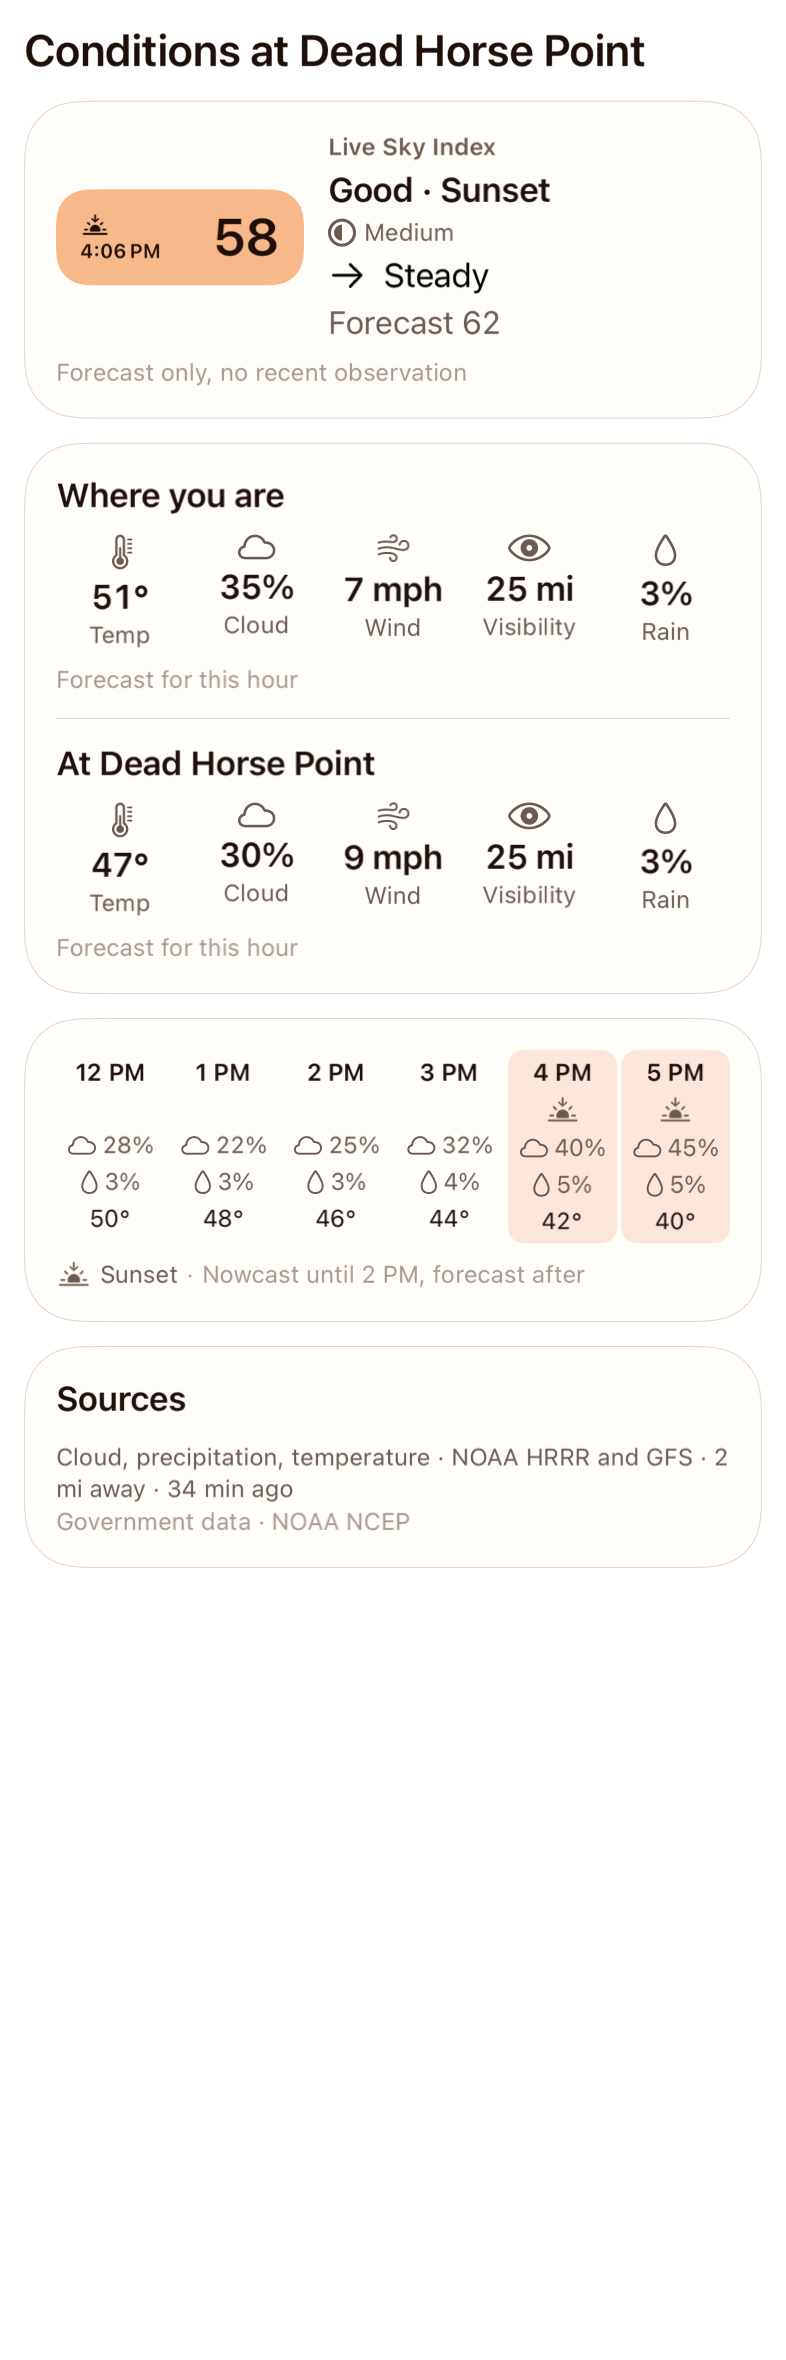 Conditions at Dead Horse Point
Live Sky Index
Good · Sunset
Medium
4:06 PM
58
→ Steady
Forecast 62
Forecast only, no recent observation
Where you are
51° 35% 7 mph 25 mi 3%
Temp Cloud Wind Visibility Rain
Forecast for this hour
At Dead Horse Point
47° 30% 9 mph 25 mi 3%
Temp Cloud Wind Visibility Rain
Forecast for this hour
12 PM 1 PM 2 PM 3 PM 4 PM 5 PM
28% 22% 25% 32% 40% 45%
3% 3% 3% 4% 5% 5%
50° 48° 46° 44° 42° 40°
Sunset · Nowcast until 2 PM, forecast after
Sources
Cloud, precipitation, temperature · NOAA HRRR and GFS · 2
mi away · 34 min ago
Government data · NOAA NCEP